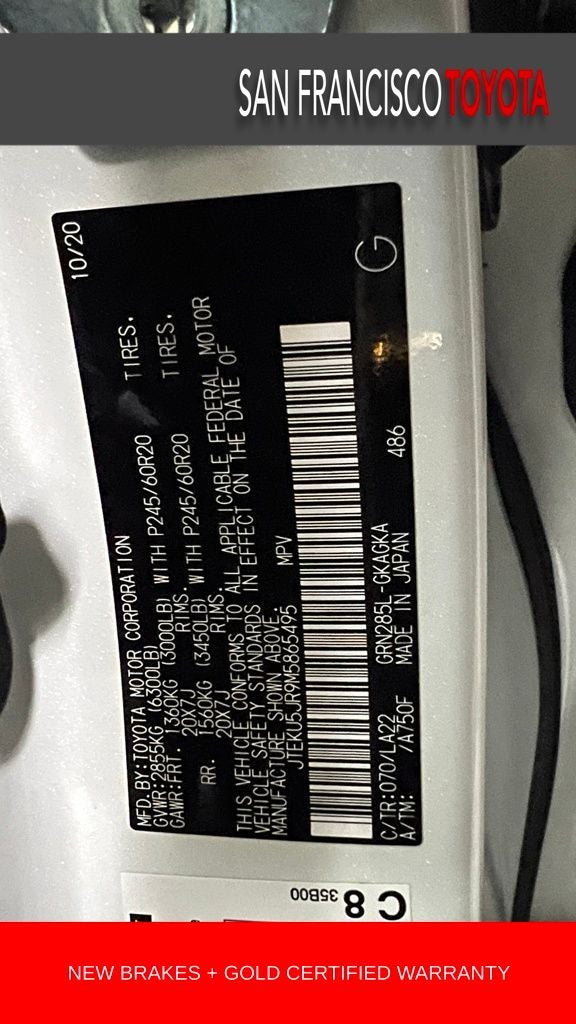 SAN FRANCISCO TOYOTA
MFD.BY:TOYOTA MOTOR CORPORATION 10/20
GVWR:2855KG (6300LB)
GAWR:FRT. 1360KG (3000LB) WITH P245/60R20 TIRES.
20X7J RIMS.
RR. 1560KG (3450LB) WITH P245/60R20 TIRES.
20X7J RIMS.
THIS VEHICLE CONFORMS TO ALL APPLICABLE FEDERAL MOTOR
VEHICLE SAFETY STANDARDS IN EFFECT ON THE DATE OF
MANUFACTURE SHOWN ABOVE.
JTEKU5JR9M5865495 MPV
C/TR:070/LA22 GRN285L-GKAGKA 486
A/TM: /A750F MADE IN JAPAN
G
C 8
35B00
NEW BRAKES + GOLD CERTIFIED WARRANTY